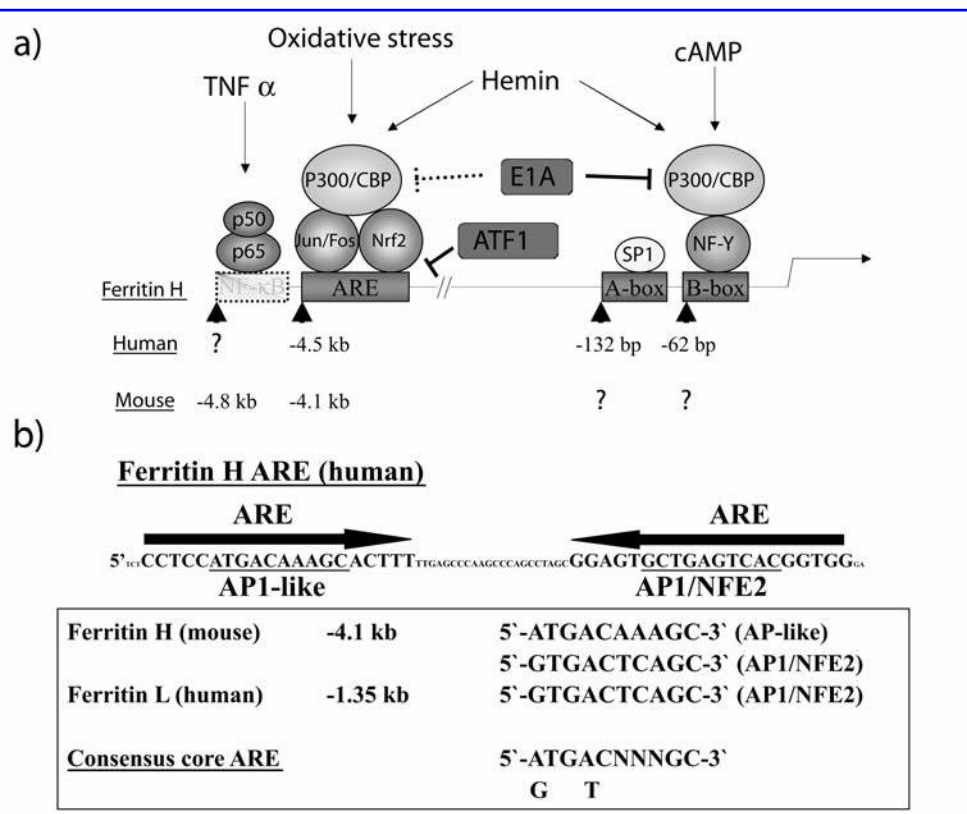 a)
Oxidative stress
cAMP
TNF α
Hemin
P300/CBP
E1A
P300/CBP
p50
p65
Jun/Fos
Nrf2
ATF1
SP1
NF-Y
Ferritin H
NF-κB
ARE
//
A-box
B-box
Human
?
-4.5 kb
-132 bp
-62 bp
Mouse
-4.8 kb
-4.1 kb
?
?
b)
Ferritin H ARE (human)
ARE ARE
5'TCTCCTCCATGACAAAGCACTTTTTGAGCCCAAGCCCAGCCTAGCGGAGTGCTGAGTCACGGTGGGA
AP1-like AP1/NFE2
Ferritin H (mouse) -4.1 kb 5`-ATGACAAAGC-3` (AP-like)
5`-GTGACTCAGC-3` (AP1/NFE2)
Ferritin L (human) -1.35 kb 5`-GTGACTCAGC-3` (AP1/NFE2)
Consensus core ARE 5`-ATGACNNNGC-3`
G T